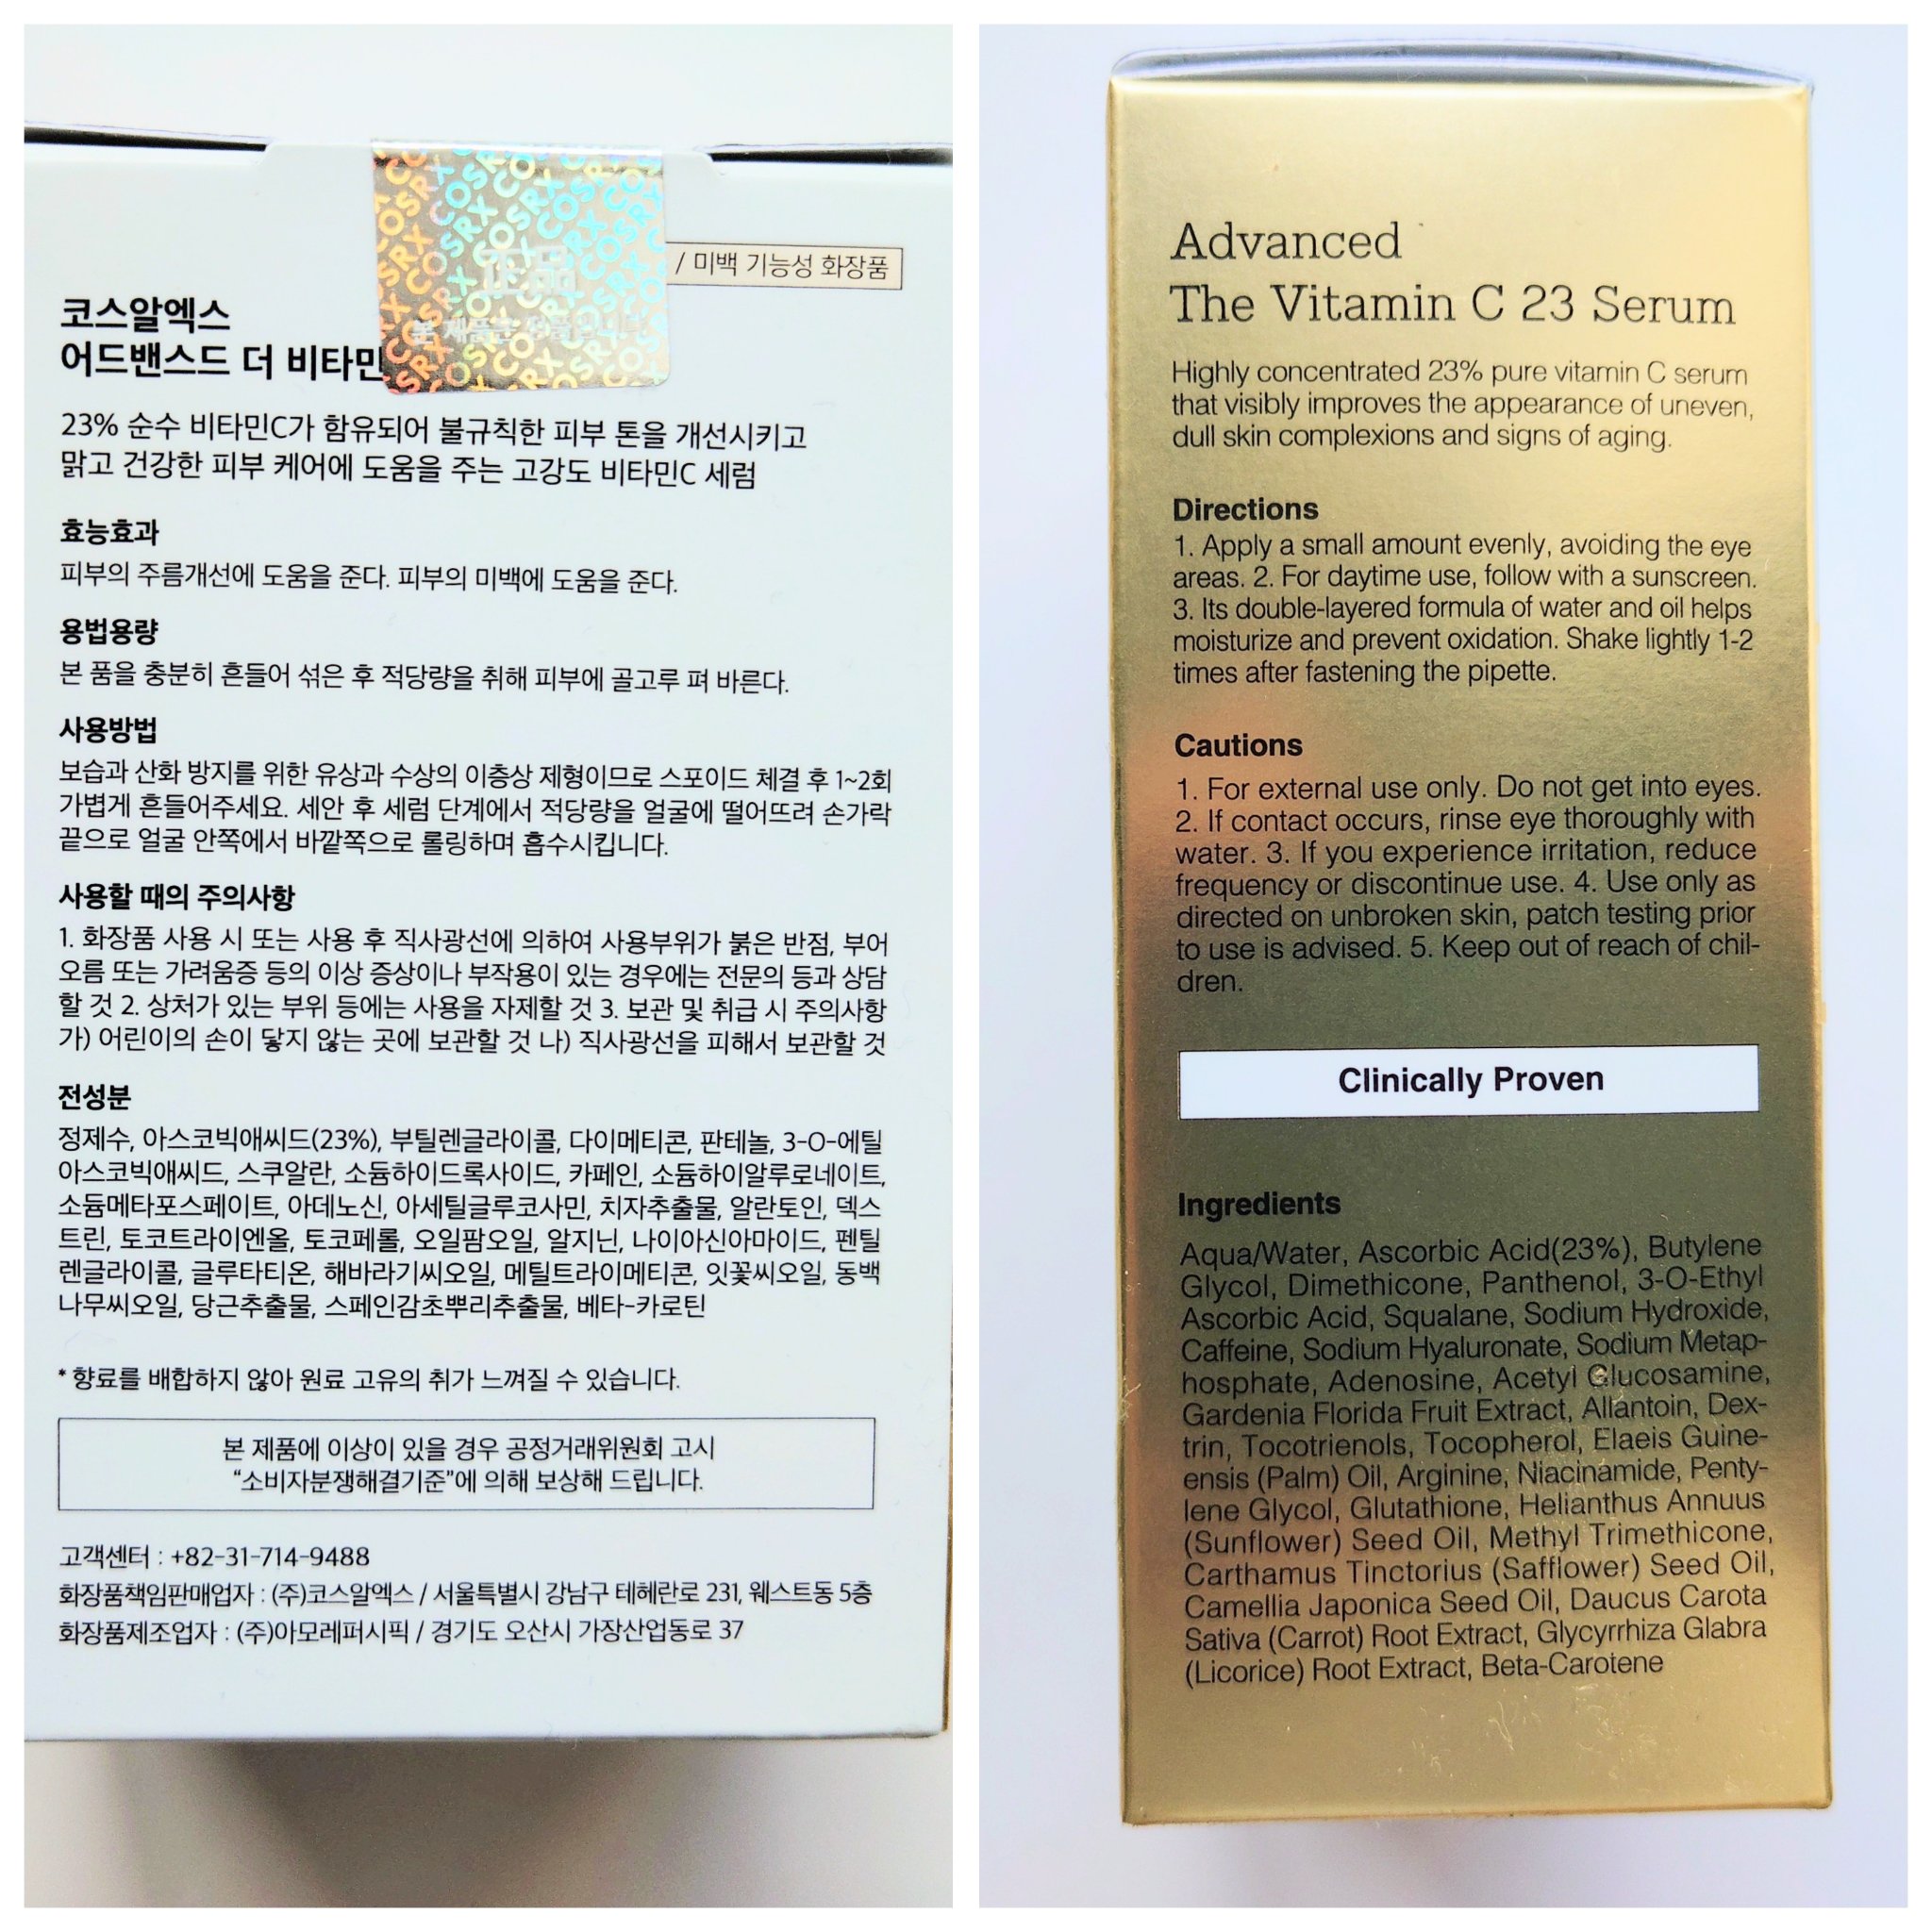 COSRX COSRX COSRX
正品
본 제품은 정품입니다
/ 미백 기능성 화장품
코스알엑스
어드밴스드 더 비타민
23% 순수 비타민C가 함유되어 불규칙한 피부 톤을 개선시키고
맑고 건강한 피부 케어에 도움을 주는 고강도 비타민C 세럼
효능효과
피부의 주름개선에 도움을 준다. 피부의 미백에 도움을 준다.
용법용량
본 품을 충분히 흔들어 섞은 후 적당량을 취해 피부에 골고루 펴 바른다.
사용방법
보습과 산화 방지를 위한 유상과 수상의 이층상 제형이므로 스포이드 체결 후 1~2회
가볍게 흔들어주세요. 세안 후 세럼 단계에서 적당량을 얼굴에 떨어뜨려 손가락
끝으로 얼굴 안쪽에서 바깥쪽으로 롤링하며 흡수시킵니다.
사용할 때의 주의사항
1. 화장품 사용 시 또는 사용 후 직사광선에 의하여 사용부위가 붉은 반점, 부어
오름 또는 가려움증 등의 이상 증상이나 부작용이 있는 경우에는 전문의 등과 상담
할 것 2. 상처가 있는 부위 등에는 사용을 자제할 것 3. 보관 및 취급 시 주의사항
가) 어린이의 손이 닿지 않는 곳에 보관할 것 나) 직사광선을 피해서 보관할 것
전성분
정제수, 아스코빅애씨드(23%), 부틸렌글라이콜, 다이메티콘, 판테놀, 3-O-에틸
아스코빅애씨드, 스쿠알란, 소듐하이드록사이드, 카페인, 소듐하이알루로네이트,
소듐메타포스페이트, 아데노신, 아세틸글루코사민, 치자추출물, 알란토인, 덱스
트린, 토코트라이엔올, 토코페롤, 오일팜오일, 알지닌, 나이아신아마이드, 펜틸
렌글라이콜, 글루타티온, 해바라기씨오일, 메틸트라이메티콘, 잇꽃씨오일, 동백
나무씨오일, 당근추출물, 스페인감초뿌리추출물, 베타-카로틴
* 향료를 배합하지 않아 원료 고유의 취가 느껴질 수 있습니다.
본 제품에 이상이 있을 경우 공정거래위원회 고시
“소비자분쟁해결기준”에 의해 보상해 드립니다.
고객센터 : +82-31-714-9488
화장품책임판매업자 : (주)코스알엑스 / 서울특별시 강남구 테헤란로 231, 웨스트동 5층
화장품제조업자 : (주)아모레퍼시픽 / 경기도 오산시 가장산업동로 37
Advanced
The Vitamin C 23 Serum
Highly concentrated 23% pure vitamin C serum
that visibly improves the appearance of uneven,
dull skin complexions and signs of aging.
Directions
1. Apply a small amount evenly, avoiding the eye
areas. 2. For daytime use, follow with a sunscreen.
3. Its double-layered formula of water and oil helps
moisturize and prevent oxidation. Shake lightly 1-2
times after fastening the pipette.
Cautions
1. For external use only. Do not get into eyes.
2. If contact occurs, rinse eye thoroughly with
water. 3. If you experience irritation, reduce
frequency or discontinue use. 4. Use only as
directed on unbroken skin, patch testing prior
to use is advised. 5. Keep out of reach of chil-
dren.
Clinically Proven
Ingredients
Aqua/Water, Ascorbic Acid(23%), Butylene
Glycol, Dimethicone, Panthenol, 3-O-Ethyl
Ascorbic Acid, Squalane, Sodium Hydroxide,
Caffeine, Sodium Hyaluronate, Sodium Metap-
hosphate, Adenosine, Acetyl Glucosamine,
Gardenia Florida Fruit Extract, Allantoin, Dex-
trin, Tocotrienols, Tocopherol, Elaeis Guine-
ensis (Palm) Oil, Arginine, Niacinamide, Penty-
lene Glycol, Glutathione, Helianthus Annuus
(Sunflower) Seed Oil, Methyl Trimethicone,
Carthamus Tinctorius (Safflower) Seed Oil,
Camellia Japonica Seed Oil, Daucus Carota
Sativa (Carrot) Root Extract, Glycyrrhiza Glabra
(Licorice) Root Extract, Beta-Carotene